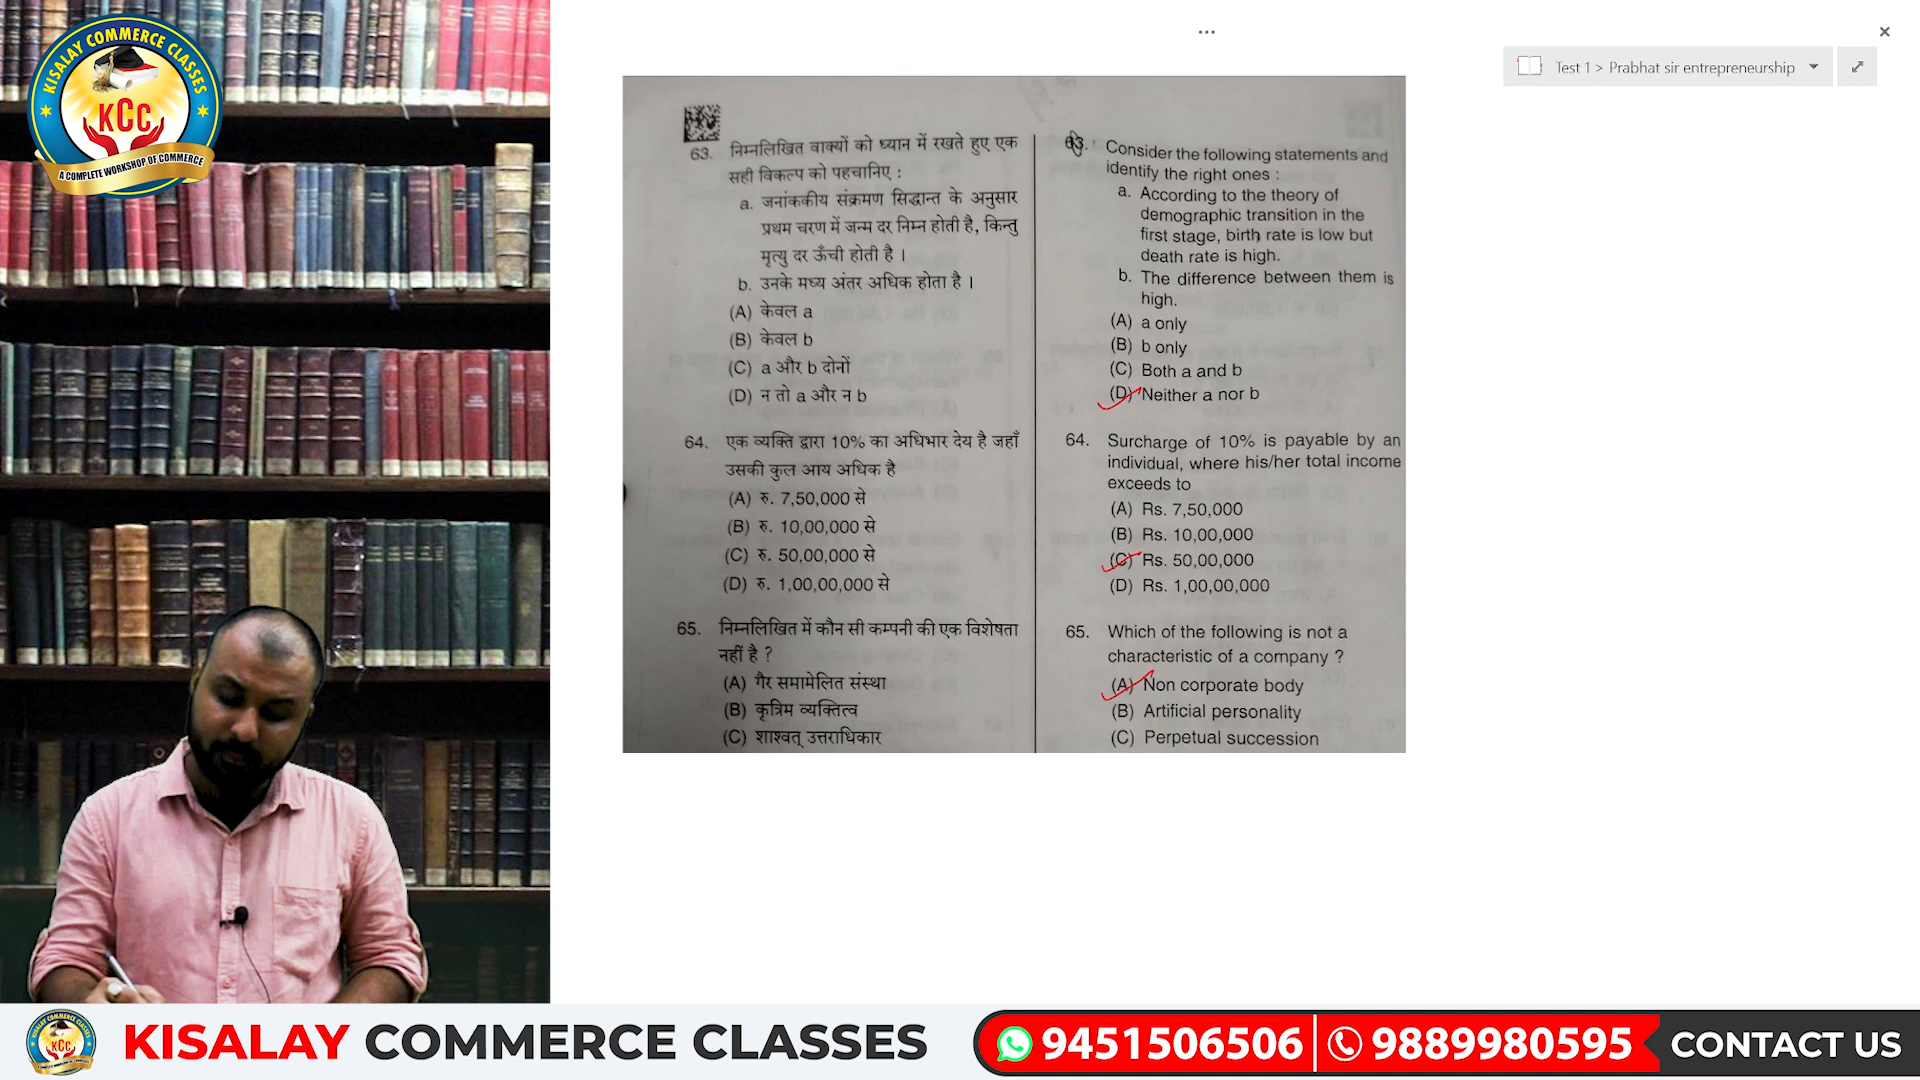 KISALAY COMMERCE CLASSES
KCC
A COMPLETE WORKSHOP OF COMMERCE
Test 1 > Prabhat sir entrepreneurship
63. निम्नलिखित वाक्यों को ध्यान में रखते हुए एक
सही विकल्प को पहचानिए :
a. जनांककीय संक्रमण सिद्धान्त के अनुसार
प्रथम चरण में जन्म दर निम्न होती है, किन्तु
मृत्यु दर ऊँची होती है ।
b. उनके मध्य अंतर अधिक होता है ।
(A) केवल a
(B) केवल b
(C) a और b दोनों
(D) न तो a और न b
64. एक व्यक्ति द्वारा 10% का अधिभार देय है जहाँ
उसकी कुल आय अधिक है
(A) रु. 7,50,000 से
(B) रु. 10,00,000 से
(C) रु. 50,00,000 से
(D) रु. 1,00,00,000 से
65. निम्नलिखित में कौन सी कम्पनी की एक विशेषता
नहीं है ?
(A) गैर समामेलित संस्था
(B) कृत्रिम व्यक्तित्व
(C) शाश्वत् उत्तराधिकार
63. Consider the following statements and
identify the right ones :
a. According to the theory of
demographic transition in the
first stage, birth rate is low but
death rate is high.
b. The difference between them is
high.
(A) a only
(B) b only
(C) Both a and b
(D) Neither a nor b
64. Surcharge of 10% is payable by an
individual, where his/her total income
exceeds to
(A) Rs. 7,50,000
(B) Rs. 10,00,000
(C) Rs. 50,00,000
(D) Rs. 1,00,00,000
65. Which of the following is not a
characteristic of a company ?
(A) Non corporate body
(B) Artificial personality
(C) Perpetual succession
KISALAY COMMERCE CLASSES
9451506506
9889980595
CONTACT US